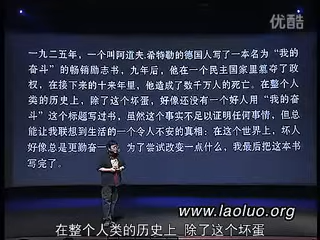 优酷
一九二五年，一个叫阿道夫·希特勒的德国人写了一本名为“我的
奋斗”的畅销励志书，九年后，他在一个民主国家里篡夺了政
权，在接下来的十来年里，他造成了数千万人的死亡。在整个人
类的历史上，除了这个坏蛋，好像还没有一个好人用“我的奋
斗”这个标题写过书，虽然这个事实不足以证明任何事情，但总
能让我联想到生活的一个令人不安的真相：在这个世界上，坏人
好像总是更勤奋一些。为了尝试改变一点什么，我最后把这本书
写完了。
www.laoluo.org
在整个人类的历史上 除了这个坏蛋